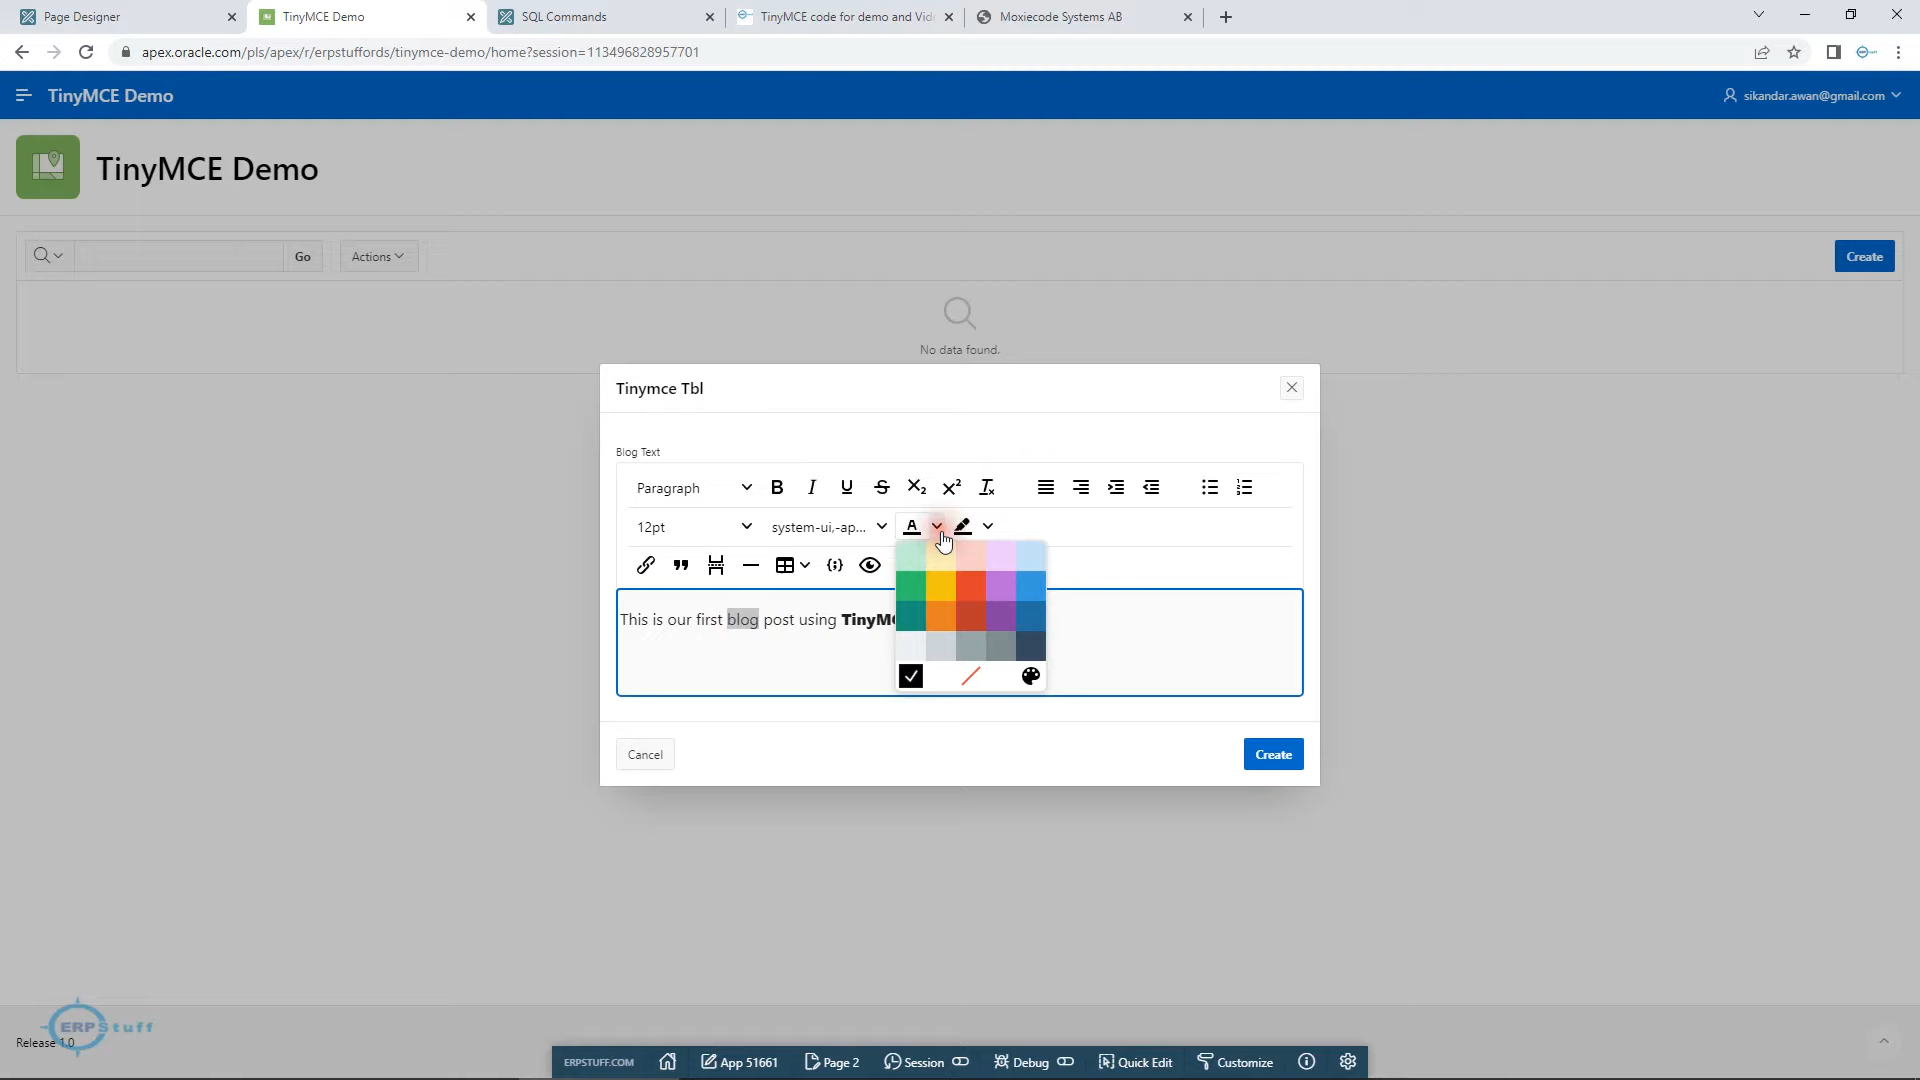 Page Designer
TinyMCE Demo
SQL Commands
TinyMCE code for demo and Vid
Moxiecode Systems AB
apex.oracle.com/pls/apex/r/erpstuffords/tinymce-demo/home?session=113496828957701
TinyMCE Demo
sikandar.awan@gmail.com
TinyMCE Demo
Go
Actions
Create
No data found.
Tinymce Tbl
Blog Text
Paragraph
12pt
system-ui,-ap...
This is our first blog post using TinyMC
Cancel
Create
ERPStuff
Release 1.0
ERPSTUFF.COM
App 51661
Page 2
Session
Debug
Quick Edit
Customize